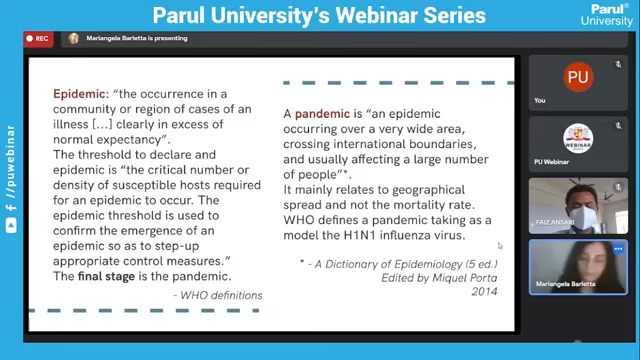 Parul University's Webinar Series
Parul®
University
REC
Mariangela Barletta is presenting
Epidemic: “the occurrence in a
community or region of cases of an
illness [...] clearly in excess of
normal expectancy”.
The threshold to declare and
epidemic is “the critical number or
density of susceptible hosts required
for an epidemic to occur. The
epidemic threshold is used to
confirm the emergence of an
epidemic so as to step-up
appropriate control measures.”
The final stage is the pandemic.
- WHO definitions
A pandemic is “an epidemic
occurring over a very wide area,
crossing international boundaries,
and usually affecting a large number
of people”*.
It mainly relates to geographical
spread and not the mortality rate.
WHO defines a pandemic taking as a
model the H1N1 influenza virus.
* - A Dictionary of Epidemiology (5 ed.)
Edited by Miquel Porta
2014
PU
You
PU Webinar
FAIZ ANSARI
Mariangela Barletta
/puwebinar